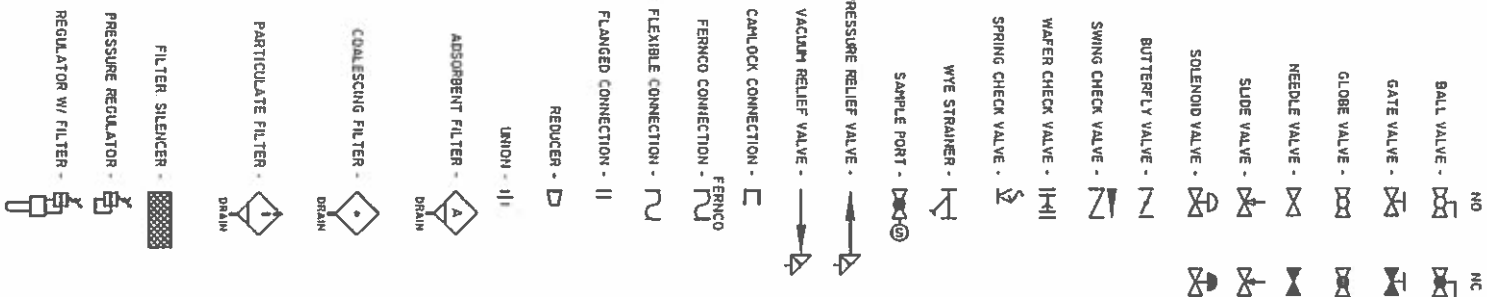 NO NC
BALL VALVE -
GATE VALVE -
GLOBE VALVE -
NEEDLE VALVE -
SLIDE VALVE -
SOLENOID VALVE -
BUTTERFLY VALVE -
SWING CHECK VALVE -
WAFER CHECK VALVE -
SPRING CHECK VALVE -
WYE STRAINER -
SAMPLE PORT - S
RESSURE RELIEF VALVE -
VACUUM RELIEF VALVE -
CAMLOCK CONNECTION -
FERNCO
FERNCO CONNECTION -
FLEXIBLE CONNECTION -
FLANGED CONNECTION -
REDUCER -
UNION -
ADSORBENT FILTER - A
DRAIN
COALESCING FILTER -
DRAIN
PARTICULATE FILTER -
DRAIN
FILTER SILENCER -
PRESSURE REGULATOR -
REGULATOR W/ FILTER -